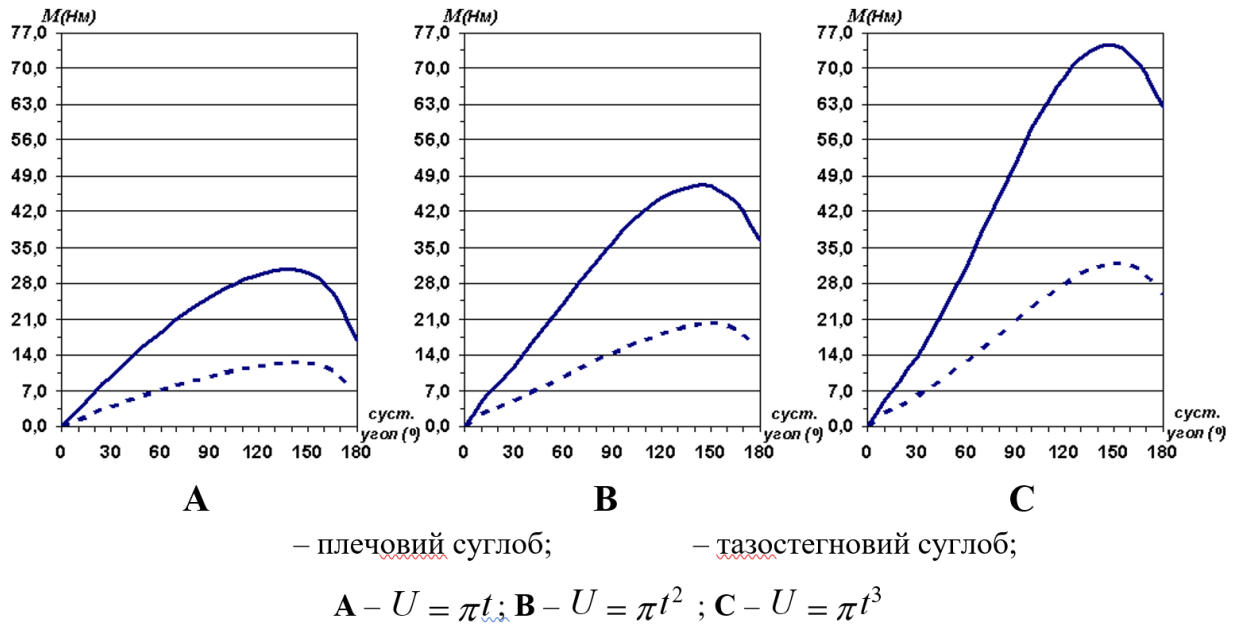 M(Нм) M(Нм) M(Нм)
77,0 77,0 77,0
70,0 70,0 70,0
63,0 63,0 63,0
56,0 56,0 56,0
49,0 49,0 49,0
42,0 42,0 42,0
35,0 35,0 35,0
28,0 28,0 28,0
21,0 21,0 21,0
14,0 14,0 14,0
7,0 7,0 7,0
суст. суст. суст.
0,0 угол (º) 0,0 угол (º) 0,0 угол (º)
0 30 60 90 120 150 180 0 30 60 90 120 150 180 0 30 60 90 120 150 180
A B C
– плечовий суглоб; – тазостегновий суглоб;
A – U = πt; B – U = πt² ; C – U = πt³